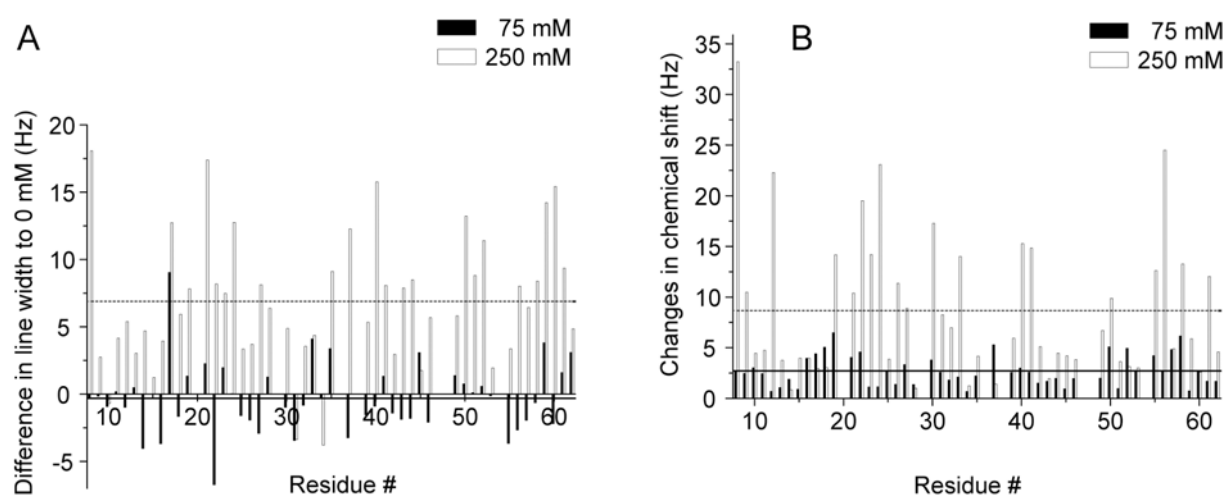 A
75 mM
250 mM
Difference in line width to 0 mM (Hz)
20
15
10
5
0
-5
10 20 30 40 50 60
Residue #
B
75 mM
250 mM
Changes in chemical shift (Hz)
35
30
25
20
15
10
5
0
10 20 30 40 50 60
Residue #